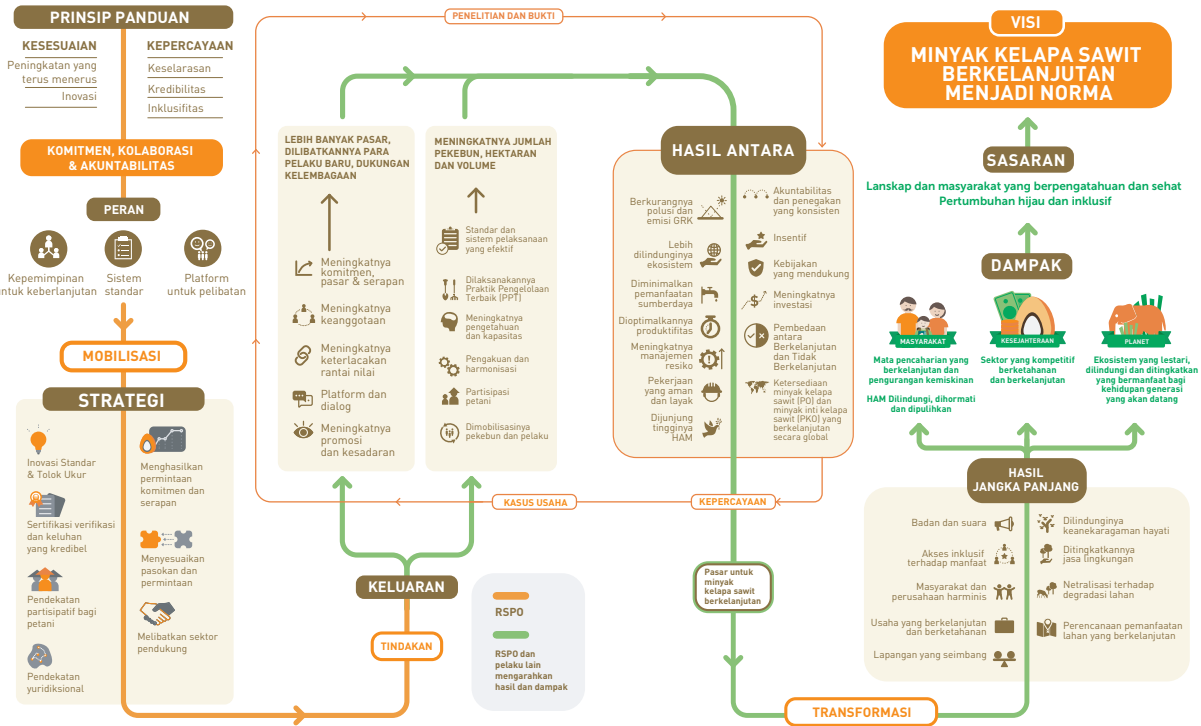 PRINSIP PANDUAN
KESESUAIAN
Peningkatan yang
terus menerus
Inovasi
KEPERCAYAAN
Keselarasan
Kredibilitas
Inklusifitas
KOMITMEN, KOLABORASI
& AKUNTABILITAS
PERAN
Kepemimpinan
untuk keberlanjutan
Sistem
standar
Platform
untuk pelibatan
MOBILISASI
STRATEGI
Inovasi Standar
& Tolok Ukur
Sertifikasi verifikasi
dan keluhan
yang kredibel
Pendekatan
partisipatif bagi
petani
Pendekatan
yuridiksional
Menghasilkan
permintaan
komitmen dan
serapan
Menyesuaikan
pasokan dan
permintaan
Melibatkan sektor
pendukung
PENELITIAN DAN BUKTI
LEBIH BANYAK PASAR,
DILIBATKANNYA PARA
PELAKU BARU, DUKUNGAN
KELEMBAGAAN
Meningkatnya
komitmen,
pasar & serapan
Meningkatnya
keanggotaan
Meningkatnya
keterlacakan
rantai nilai
Platform dan
dialog
Meningkatnya
promosi
dan kesadaran
MENINGKATNYA JUMLAH
PEKEBUN, HEKTARAN
DAN VOLUME
Standar dan
sistem pelaksanaan
yang efektif
Dilaksanakannya
Praktik Pengelolaan
Terbaik (PPT)
Meningkatnya
pengetahuan
dan kapasitas
Pengakuan dan
harmonisasi
Partisipasi
petani
Dimobilisasinya
pekebun dan pelaku
KASUS USAHA
KEPERCAYAAN
KELUARAN
TINDAKAN
RSPO
RSPO dan
pelaku lain
mengarahkan
hasil dan dampak
HASIL ANTARA
Berkurangnya
polusi dan
emisi GRK
Lebih
dilindunginya
ekosistem
Diminimalkan
pemanfaatan
sumberdaya
Dioptimalkannya
produktifitas
Meningkatnya
manajemen
resiko
Pekerjaan
yang aman
dan layak
Dijunjung
tingginya
HAM
Akuntabilitas
dan penegakan
yang konsisten
Insentif
Kebijakan
yang mendukung
Meningkatnya
investasi
Pembedaan
antara
Berkelanjutan
dan Tidak
Berkelanjutan
Ketersediaan
minyak kelapa
sawit (PO) dan
minyak inti kelapa
sawit (PKO) yang
berkelanjutan
secara global
Pasar untuk
minyak
kelapa sawit
berkelanjutan
TRANSFORMASI
VISI
MINYAK KELAPA SAWIT
BERKELANJUTAN
MENJADI NORMA
SASARAN
Lanskap dan masyarakat yang berpengatahuan dan sehat
Pertumbuhan hijau dan inklusif
DAMPAK
MASYARAKAT
Mata pencaharian yang
berkelanjutan dan
pengurangan kemiskinan
HAM Dilindungi, dihormati
dan dipulihkan
KESEJAHTERAAN
Sektor yang kompetitif
berketahanan
dan berkelanjutan
PLANET
Ekosistem yang lestari,
dilindungi dan ditingkatkan
yang bermanfaat bagi
kehidupan generasi
yang akan datang
HASIL
JANGKA PANJANG
Badan dan suara
Akses inklusif
terhadap manfaat
Masyarakat dan
perusahaan harminis
Usaha yang berkelanjutan
dan berketahanan
Lapangan yang seimbang
Dilindunginya
keanekaragaman hayati
Ditingkatkannya
jasa lingkungan
Netralisasi terhadap
degradasi lahan
Perencanaan pemanfaatan
lahan yang berkelanjutan